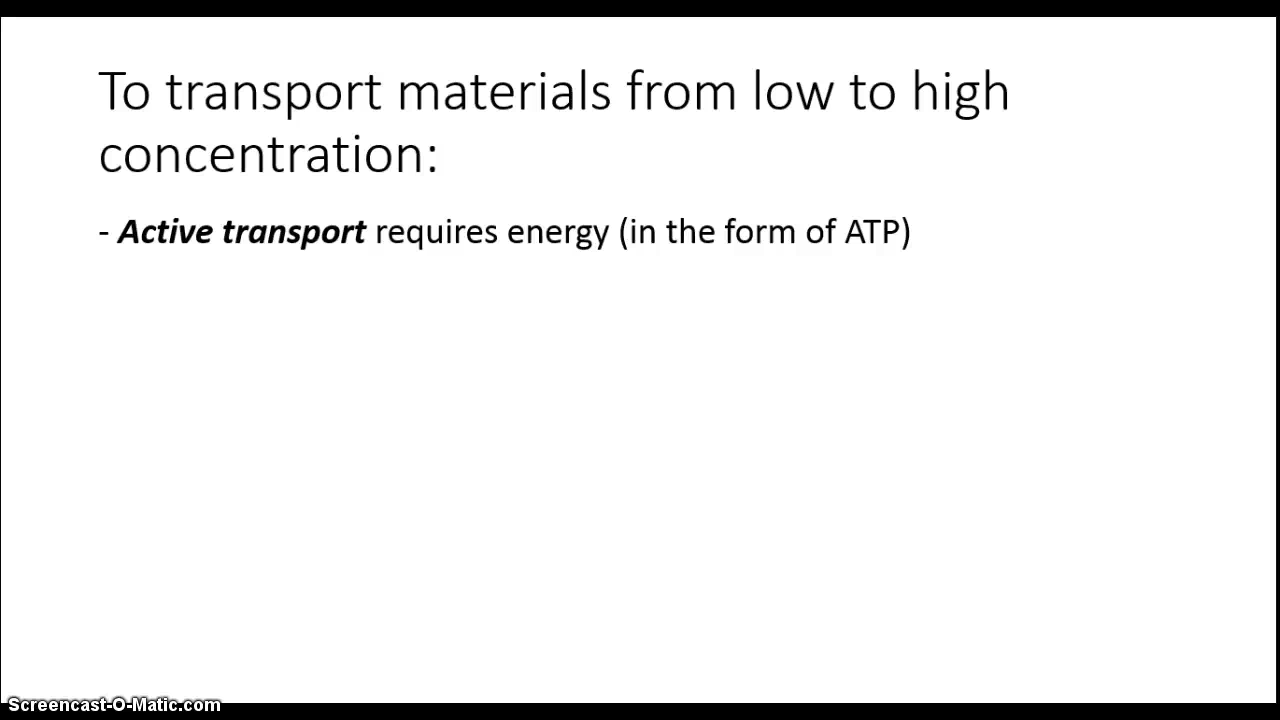 To transport materials from low to high
concentration:
- Active transport requires energy (in the form of ATP)
Screencast-O-Matic.com